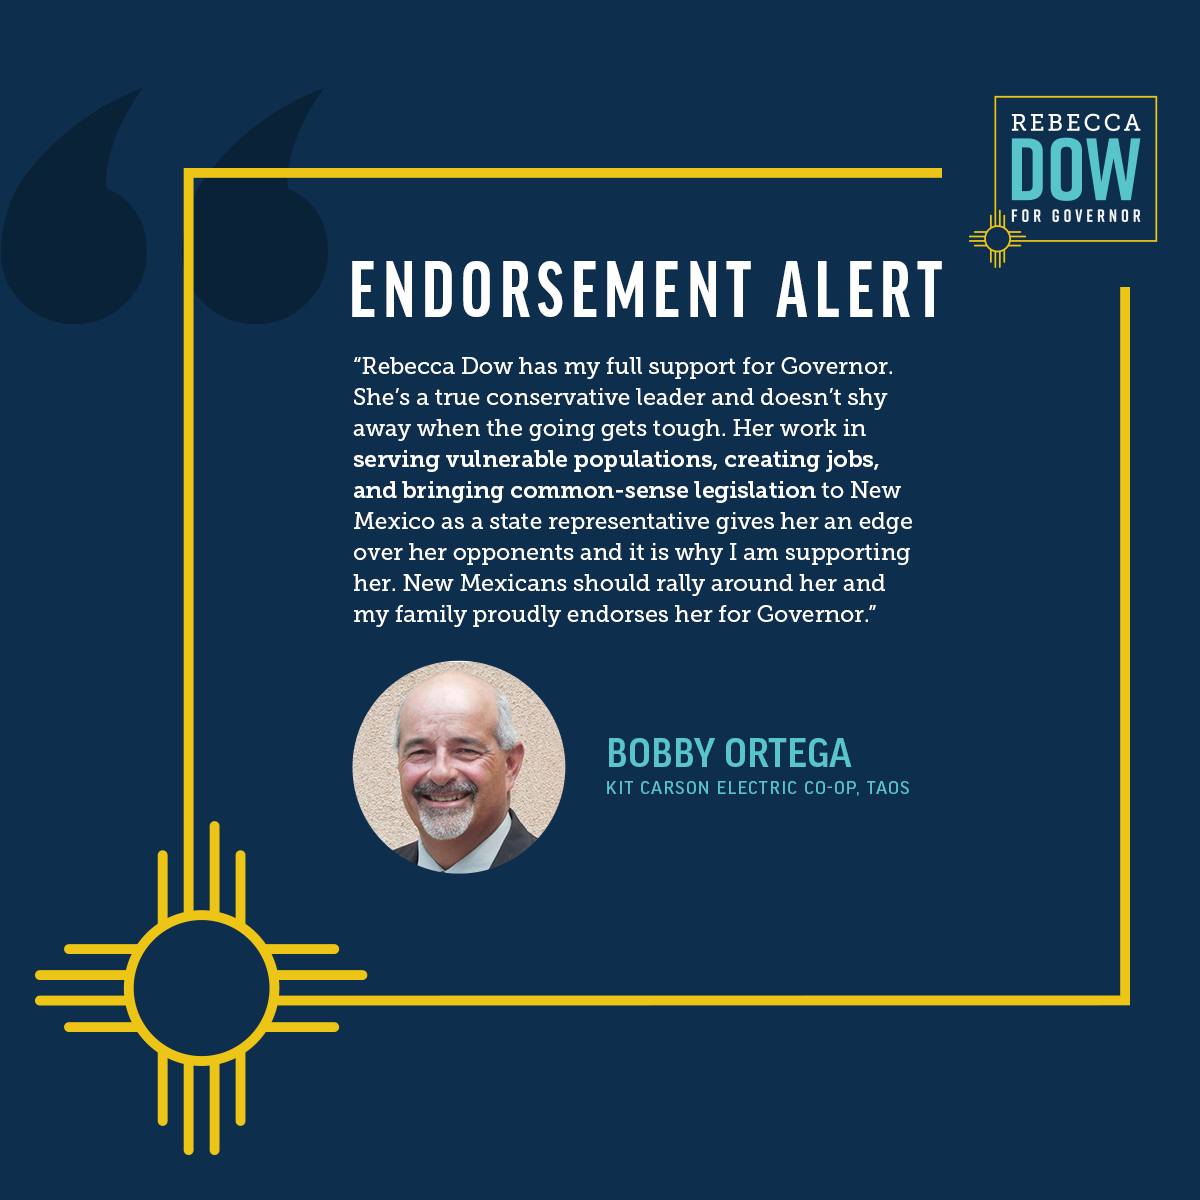 REBECCA
DOW
FOR GOVERNOR
ENDORSEMENT ALERT
“Rebecca Dow has my full support for Governor.
She’s a true conservative leader and doesn’t shy
away when the going gets tough. Her work in
serving vulnerable populations, creating jobs,
and bringing common-sense legislation to New
Mexico as a state representative gives her an edge
over her opponents and it is why I am supporting
her. New Mexicans should rally around her and
my family proudly endorses her for Governor.”
BOBBY ORTEGA
KIT CARSON ELECTRIC CO-OP, TAOS